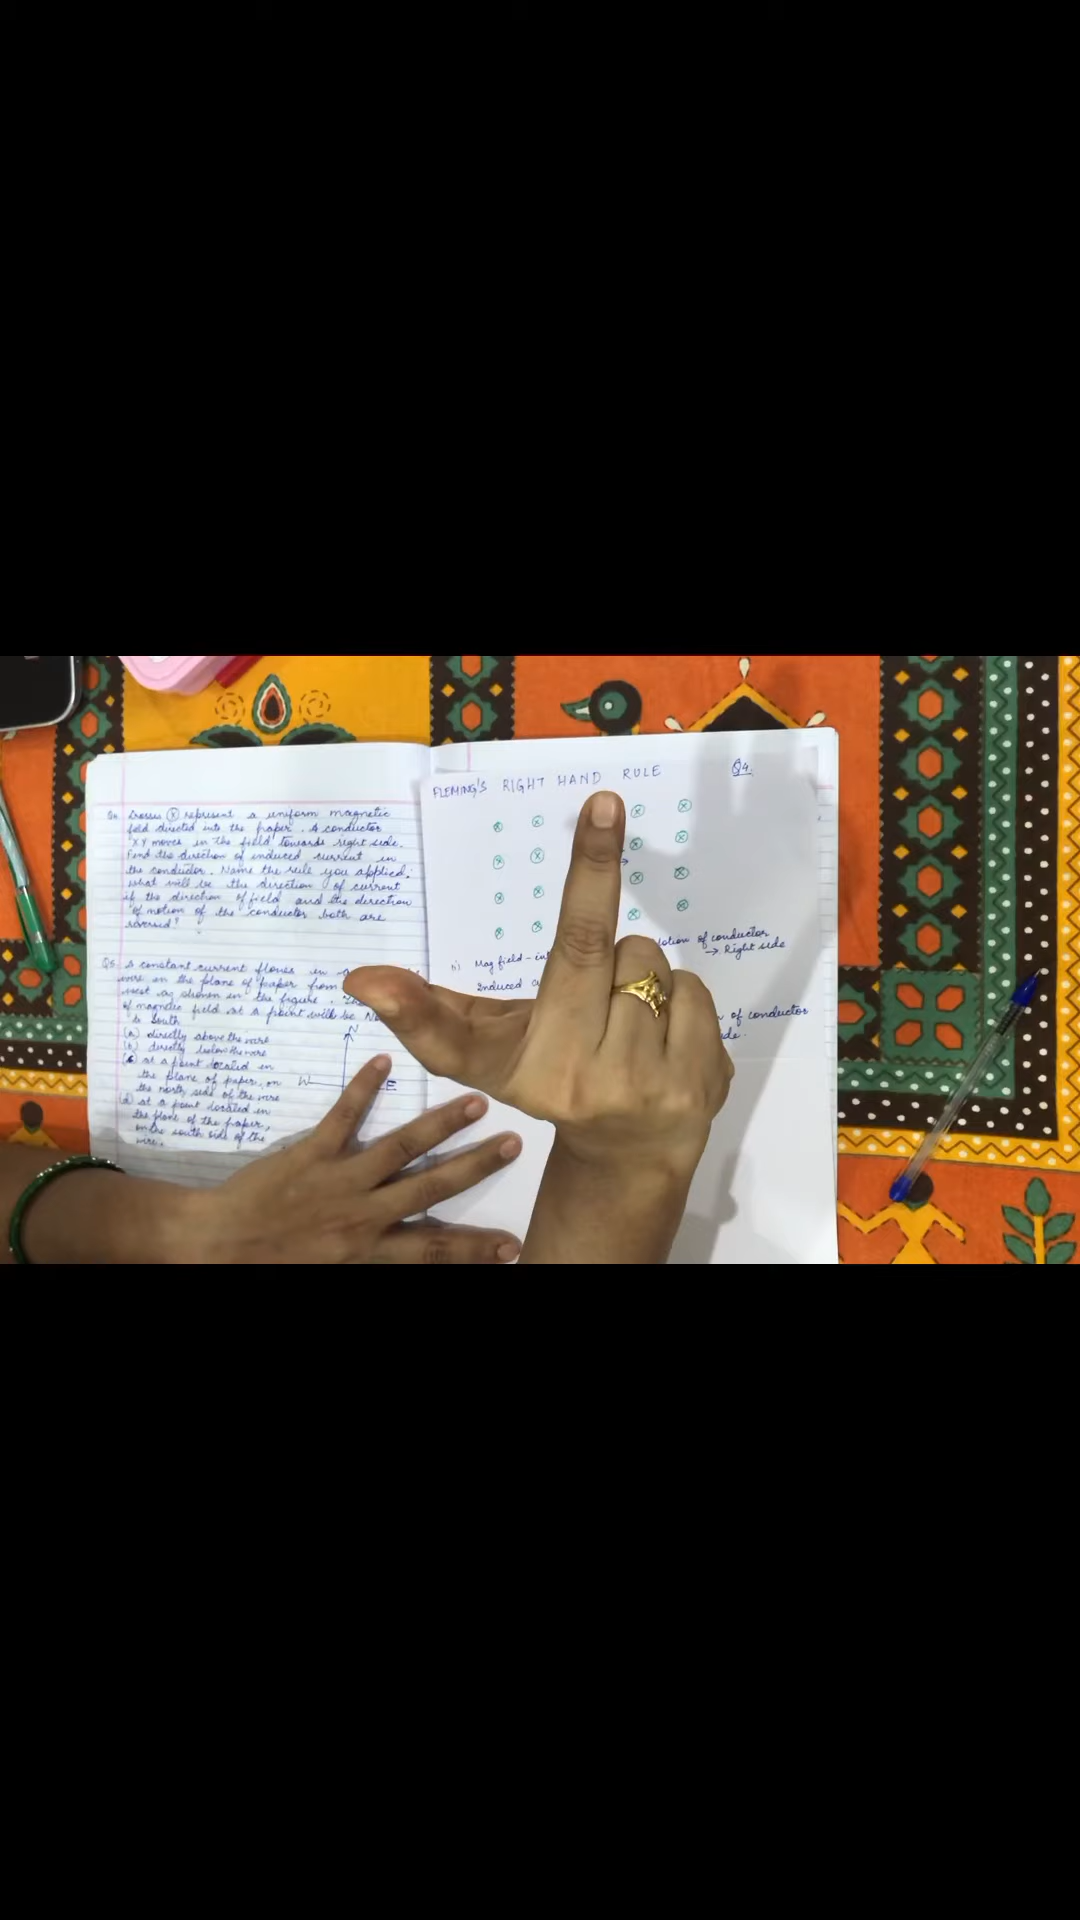 Q4. Crosses ⓧ represent a uniform magnetic
field directed into the paper. A conductor
XY moves in the field towards right side.
Find the direction of induced current in
the conductor. Name the rule you applied.
What will be the direction of current
if the direction of field and the direction
of motion of the conductor both are
reversed?
Q5. A constant current flows in
wire in the plane of paper from
west as shown in the figure.
of magnetic field at a point will be
to South
(a) directly above the wire
(b) directly below the wire
(c) at a point located in
the plane of paper, on
the north side of the wire
(d) at a point located in
the plane of the paper,
on the south side of the
wire.
N
W
E
FLEMING'S RIGHT HAND RULE
Q4.
i) Mag field -
Motion of conductor
→ Right side
Induced
of conductor